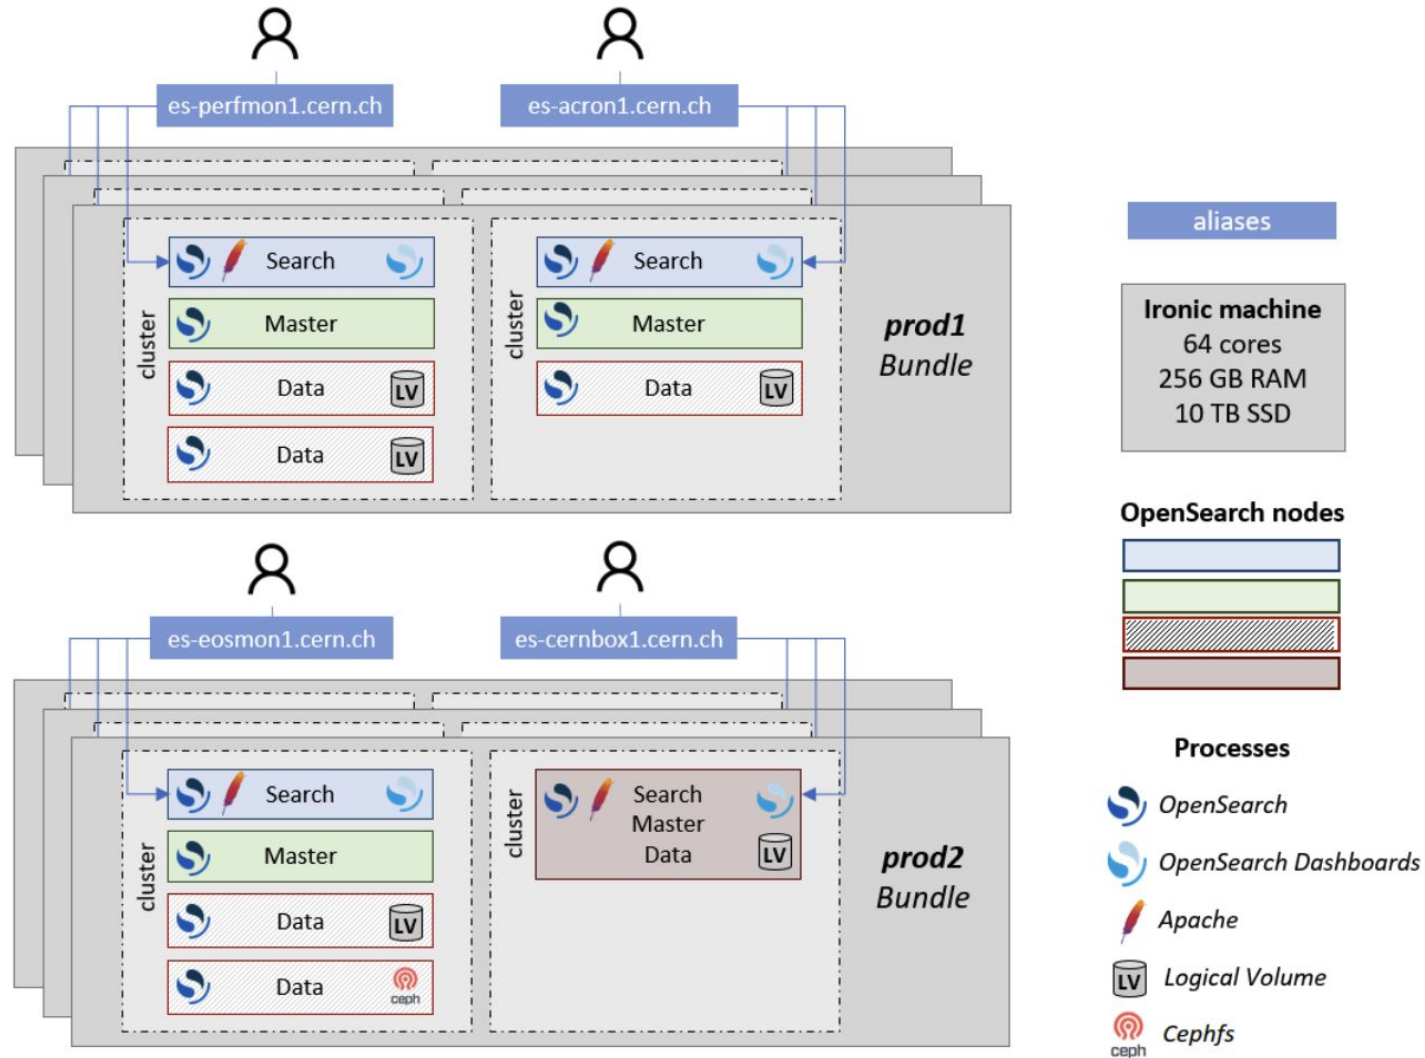 es-perfmon1.cern.ch
es-acron1.cern.ch
cluster
Search
Master
Data
LV
Data
LV
cluster
Search
Master
Data
LV
prod1
Bundle
es-eosmon1.cern.ch
es-cernbox1.cern.ch
cluster
Search
Master
Data
LV
Data
ceph
cluster
Search
Master
Data
LV
prod2
Bundle
aliases
Ironic machine
64 cores
256 GB RAM
10 TB SSD
OpenSearch nodes
Processes
OpenSearch
OpenSearch Dashboards
Apache
LV Logical Volume
ceph Cephfs